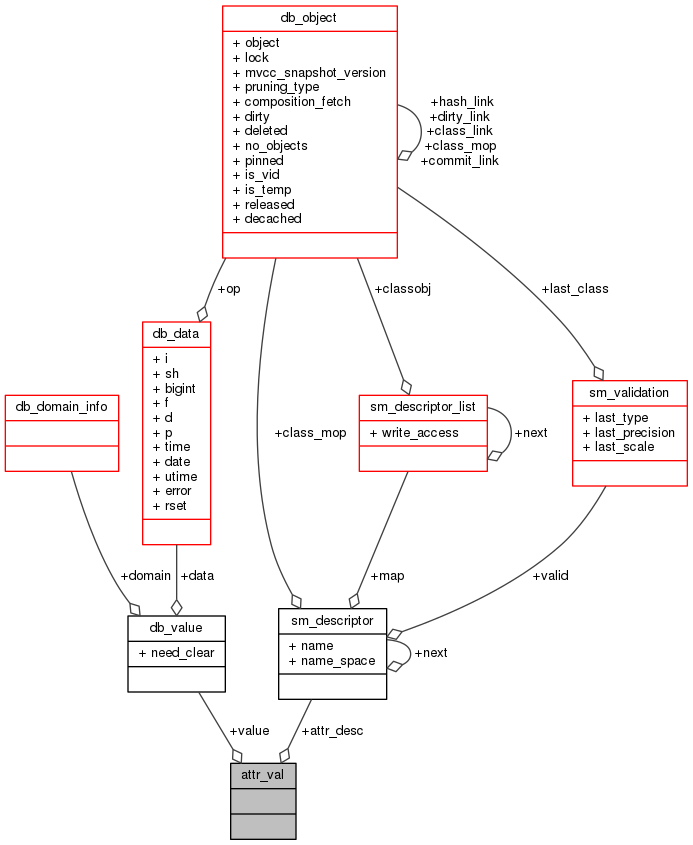 db_object
+ object
+ lock
+ mvcc_snapshot_version
+ pruning_type
+ composition_fetch
+ dirty
+ deleted
+ no_objects
+ pinned
+ is_vid
+ is_temp
+ released
+ decached
+hash_link
+dirty_link
+class_link
+class_mop
+commit_link
+op
+classobj
+last_class
db_data
+ i
+ sh
+ bigint
+ f
+ d
+ p
+ time
+ date
+ utime
+ error
+ rset
db_domain_info
sm_descriptor_list
+ write_access
+next
sm_validation
+ last_type
+ last_precision
+ last_scale
+class_mop
+domain
+data
+map
+valid
db_value
+ need_clear
sm_descriptor
+ name
+ name_space
+next
+value
+attr_desc
attr_val